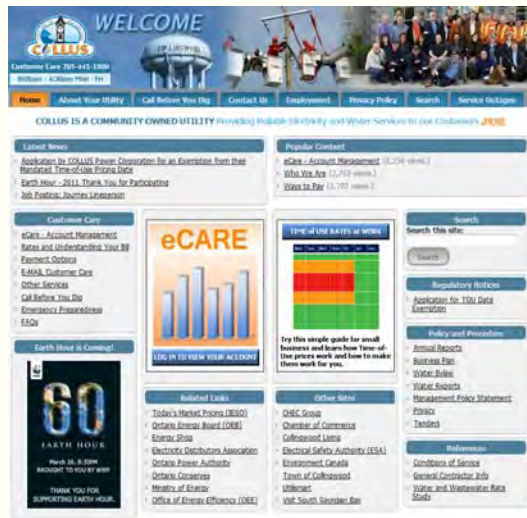 WELCOME
COLLUS
Customer Care 705-445-1800
8:00am - 4:30pm Mon - Fri
Home
About Your Utility
Call Before You Dig
Contact Us
Employment
Privacy Policy
Search
Service Outages
COLLUS IS A COMMUNITY OWNED UTILITY Providing Reliable Electricity and Water Services to our Customers
Latest News
Application by COLLUS Power Corporation for an Exemption from their
Mandated Time-of-Use Pricing Date
Earth Hour - 2011 Thank You for Participating
Job Posting: Journey Lineperson
Popular Content
eCare - Account Management
Who We Are
Ways to Pay
Customer Care
eCare - Account Management
Rates and Understanding Your Bill
Payment Options
E-MAIL Customer Care
Other Services
Call Before You Dig
Emergency Preparedness
FAQs
Earth Hour is Coming!
WWF
60
EARTH HOUR
March 26, 8:30PM
BROUGHT TO YOU BY WWF
THANK YOU FOR
SUPPORTING EARTH HOUR.
eCARE
LOG IN TO VIEW YOUR ACCOUNT
TIME of USE RATES at WORK
Try this simple guide for small
business and learn how Time-of-
Use prices work and how to make
them work for you.
Related Links
Today's Market Pricing (IESO)
Ontario Energy Board (OEB)
Energy Shop
Electricity Distributors Association
Ontario Power Authority
Ontario Conserves
Ministry of Energy
Office of Energy Efficiency (OEE)
Other Sites
CHEC Group
Chamber of Commerce
Collingwood Living
Electrical Safety Authority (ESA)
Environment Canada
Town of Collingwood
Utilismart
Visit South Georgian Bay
Search
Search this site:
Search
Regulatory Notices
Application for TOU Date
Exemption
Policy and Procedure
Annual Reports
Business Plan
Water Bylaw
Water Reports
Management Policy Statement
Privacy
Tenders
References
Conditions of Service
General Contractor Info
Water and Wastewater Rate
Study